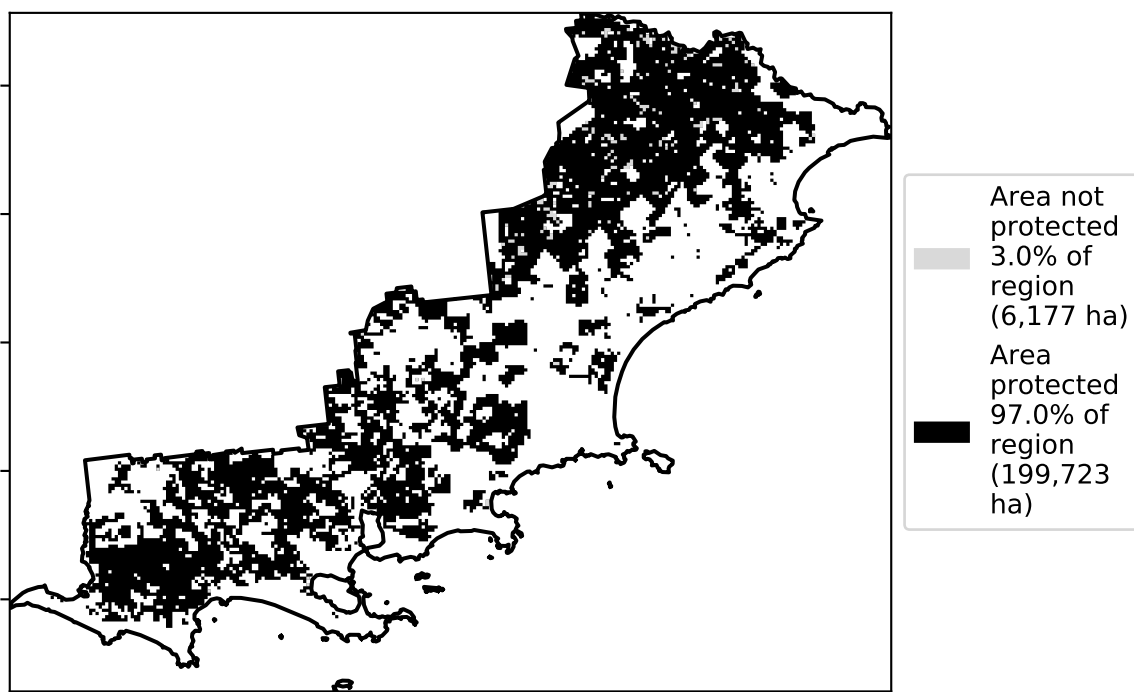 Area not
protected
3.0% of
region
(6,177 ha)
Area
protected
97.0% of
region
(199,723
ha)